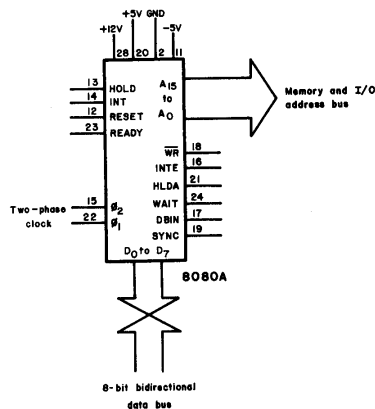 +5V GND
+12V -5V
28 20 2 11
13 HOLD A15
14 INT to
12 RESET A0
23 READY
Memory and I/O
address bus
WR 18
INTE 16
HLDA 21
WAIT 24
DBIN 17
SYNC 19
Two-phase
clock
15 ø2
22 ø1
D0 to D7
8080A
8-bit bidirectional
data bus